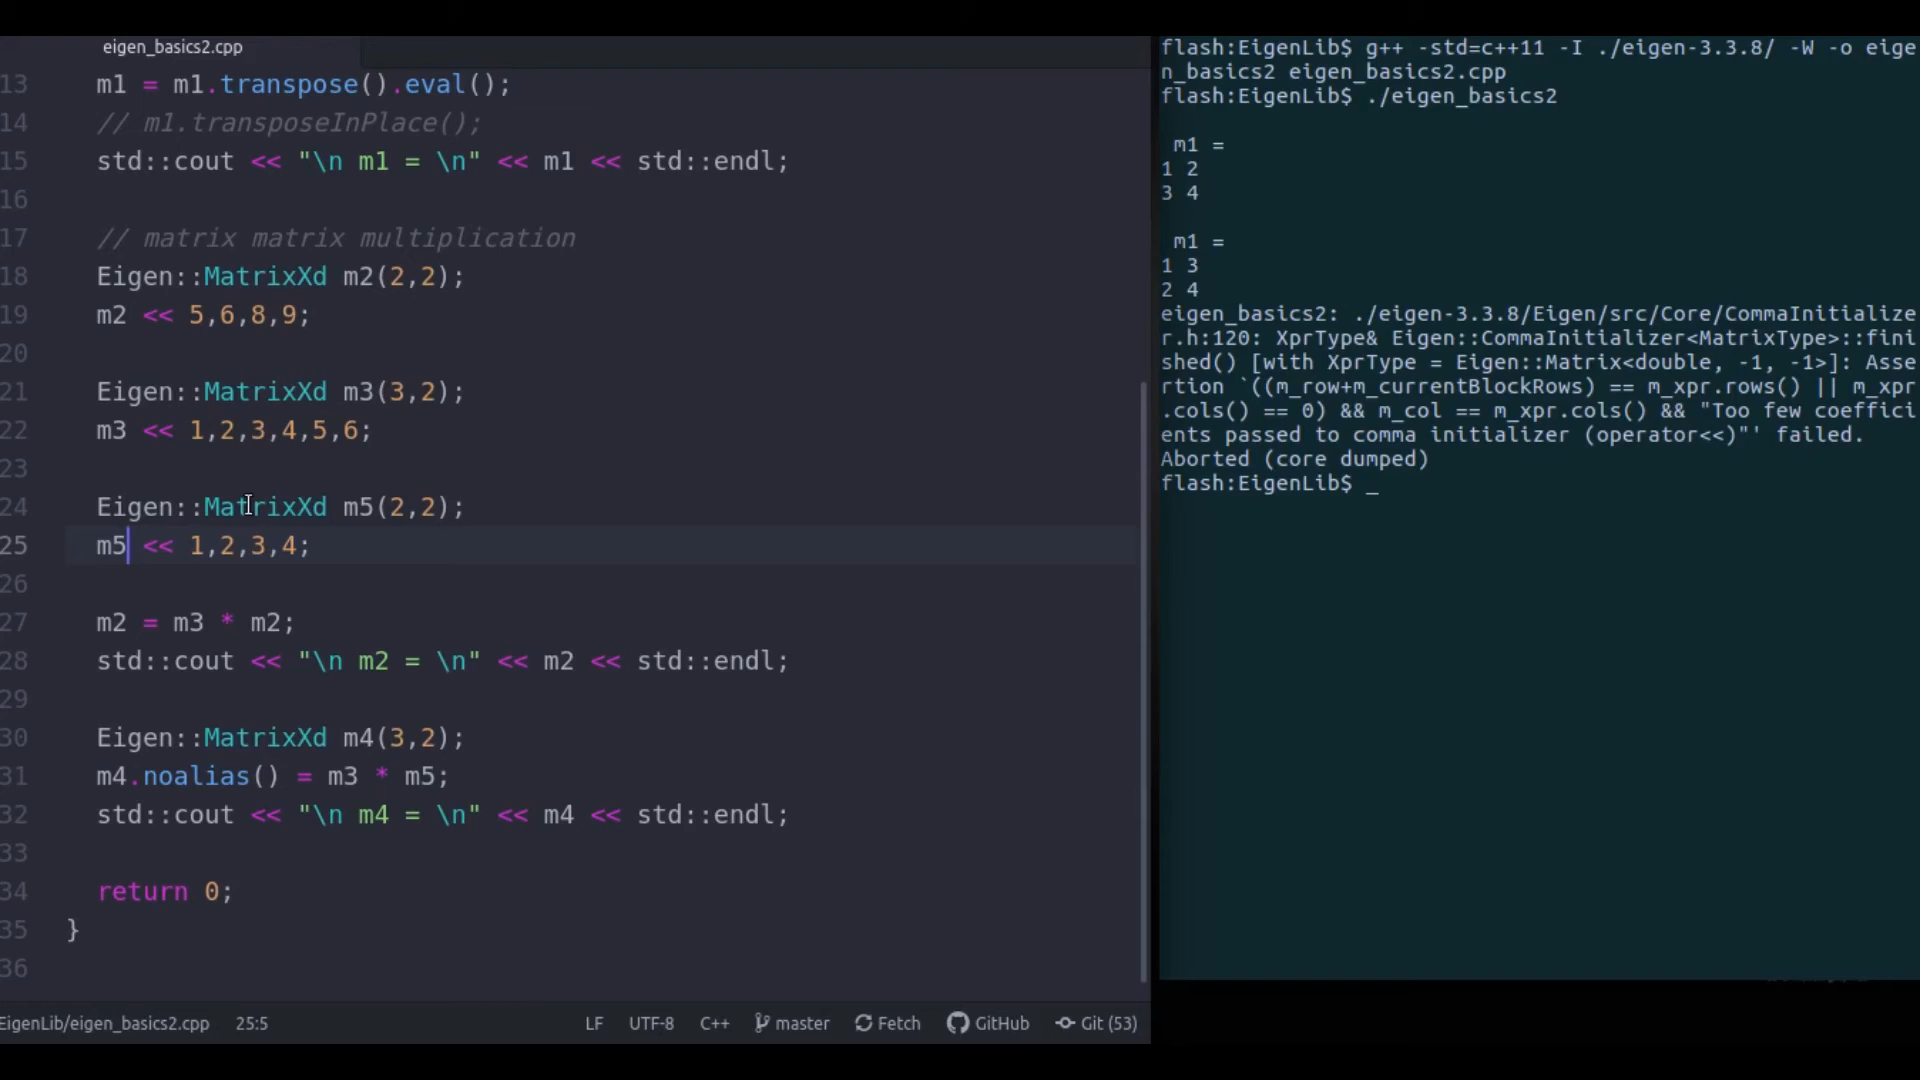 eigen_basics2.cpp
13 m1 = m1.transpose().eval();
14 // m1.transposeInPlace();
15 std::cout << "\n m1 = \n" << m1 << std::endl;
16
17 // matrix matrix multiplication
18 Eigen::MatrixXd m2(2,2);
19 m2 << 5,6,8,9;
20
21 Eigen::MatrixXd m3(3,2);
22 m3 << 1,2,3,4,5,6;
23
24 Eigen::MatrixXd m5(2,2);
25 m5 << 1,2,3,4;
26
27 m2 = m3 * m2;
28 std::cout << "\n m2 = \n" << m2 << std::endl;
29
30 Eigen::MatrixXd m4(3,2);
31 m4.noalias() = m3 * m5;
32 std::cout << "\n m4 = \n" << m4 << std::endl;
33
34 return 0;
35 }
36
EigenLib/eigen_basics2.cpp 25:5 LF UTF-8 C++ master Fetch GitHub Git (53)
flash:EigenLib$ g++ -std=c++11 -I ./eigen-3.3.8/ -W -o eige
n_basics2 eigen_basics2.cpp
flash:EigenLib$ ./eigen_basics2
m1 =
1 2
3 4
m1 =
1 3
2 4
eigen_basics2: ./eigen-3.3.8/Eigen/src/Core/CommaInitialize
r.h:120: XprType& Eigen::CommaInitializer<MatrixType>::fini
shed() [with XprType = Eigen::Matrix<double, -1, -1>]: Asse
rtion `((m_row+m_currentBlockRows) == m_xpr.rows() || m_xpr
.cols() == 0) && m_col == m_xpr.cols() && "Too few coeffici
ents passed to comma initializer (operator<<)"' failed.
Aborted (core dumped)
flash:EigenLib$ _